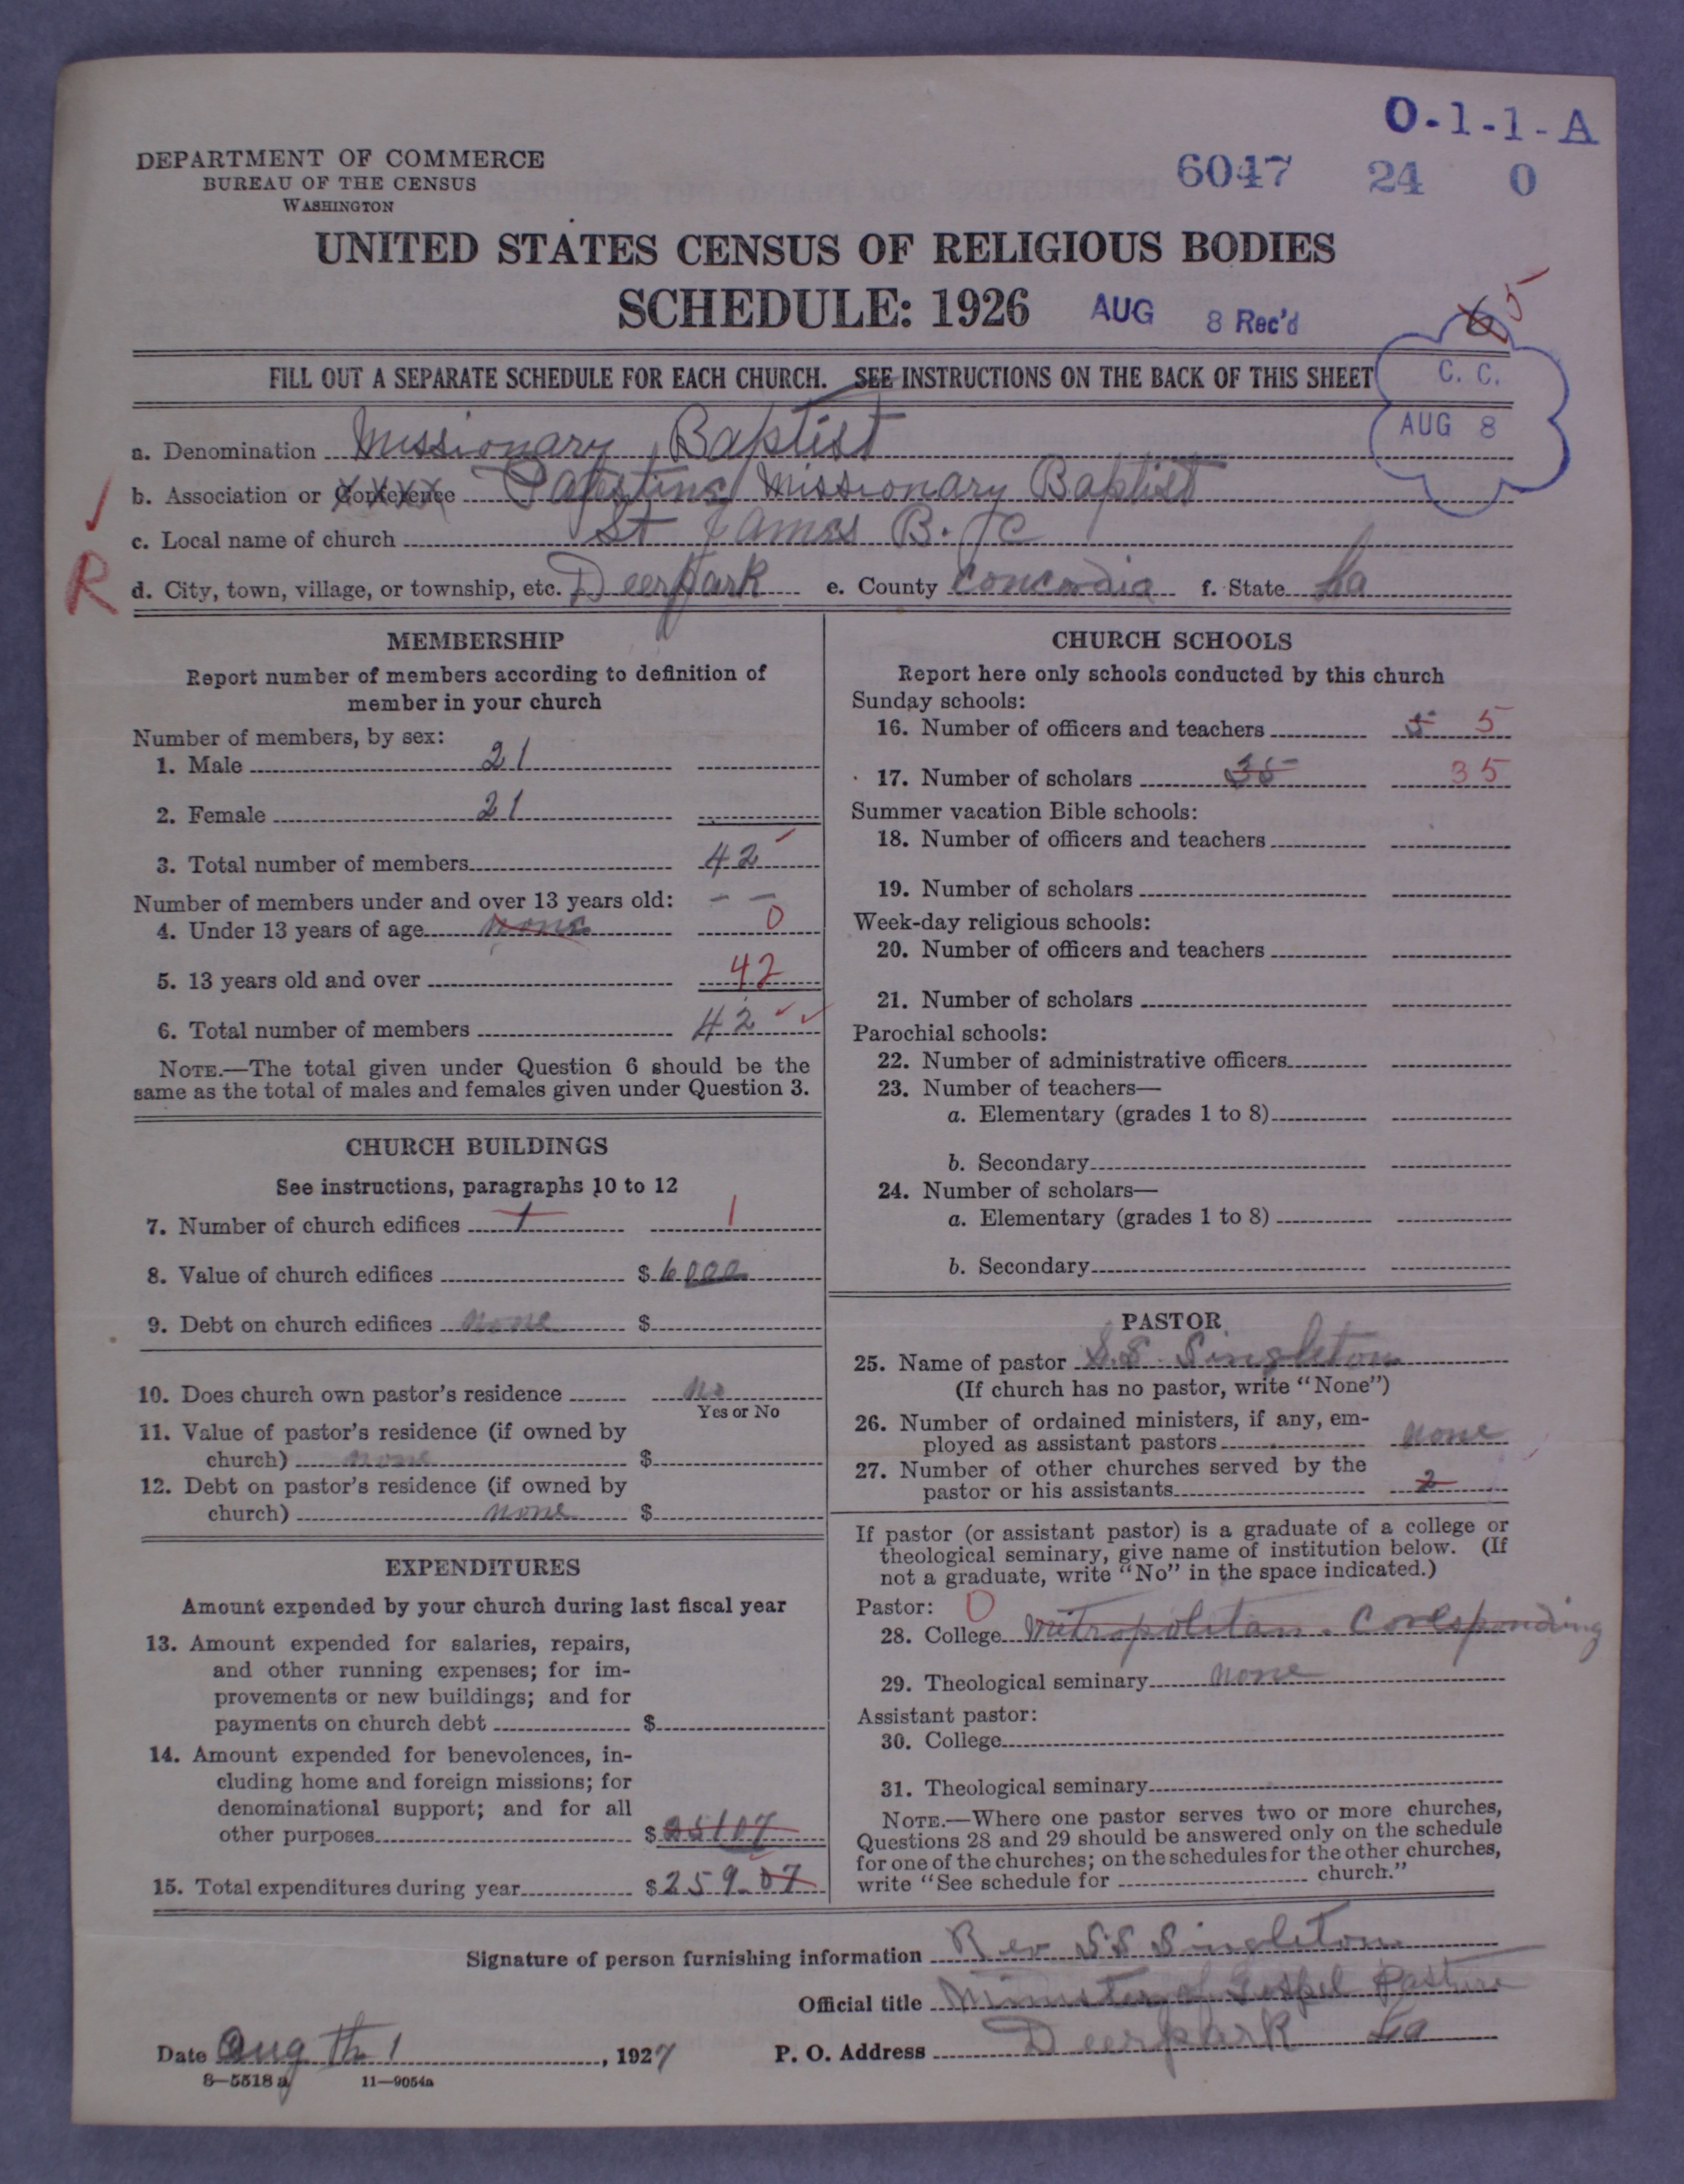 O-1-1-A
DEPARTMENT OF COMMERCE
BUREAU OF THE CENSUS
WASHINGTON
6047 24 0
UNITED STATES CENSUS OF RELIGIOUS BODIES
SCHEDULE: 1926 AUG 8 Rec'd
6 5
FILL OUT A SEPARATE SCHEDULE FOR EACH CHURCH. SEE INSTRUCTIONS ON THE BACK OF THIS SHEET
C. C.
AUG 8
a. Denomination Missionary Baptist
b. Association or Conference Palestine Missionary Baptist
c. Local name of church St James B. C
R d. City, town, village, or township, etc. Deerpark e. County Concordia f. State La
MEMBERSHIP
Report number of members according to definition of
member in your church
Number of members, by sex:
1. Male 21
2. Female 21
3. Total number of members 42
Number of members under and over 13 years old: - -
4. Under 13 years of age none 0
5. 13 years old and over 42
6. Total number of members 42
NOTE.—The total given under Question 6 should be the
same as the total of males and females given under Question 3.
CHURCH BUILDINGS
See instructions, paragraphs 10 to 12
7. Number of church edifices 1 1
8. Value of church edifices $6000
9. Debt on church edifices none $
10. Does church own pastor's residence no
Yes or No
11. Value of pastor's residence (if owned by
church) none $
12. Debt on pastor's residence (if owned by
church) none $
EXPENDITURES
Amount expended by your church during last fiscal year
13. Amount expended for salaries, repairs,
and other running expenses; for im-
provements or new buildings; and for
payments on church debt $
14. Amount expended for benevolences, in-
cluding home and foreign missions; for
denominational support; and for all
other purposes $
15. Total expenditures during year $259.07
CHURCH SCHOOLS
Report here only schools conducted by this church
Sunday schools:
16. Number of officers and teachers 5 5
17. Number of scholars 35 35
Summer vacation Bible schools:
18. Number of officers and teachers
19. Number of scholars
Week-day religious schools:
20. Number of officers and teachers
21. Number of scholars
Parochial schools:
22. Number of administrative officers
23. Number of teachers—
a. Elementary (grades 1 to 8)
b. Secondary
24. Number of scholars—
a. Elementary (grades 1 to 8)
b. Secondary
PASTOR
25. Name of pastor S.S. Singleton
(If church has no pastor, write "None")
26. Number of ordained ministers, if any, em-
ployed as assistant pastors none
27. Number of other churches served by the
pastor or his assistants 2
If pastor (or assistant pastor) is a graduate of a college or
theological seminary, give name of institution below. (If
not a graduate, write "No" in the space indicated.)
Pastor: 0
28. College Mitropolitan. Coresponding
29. Theological seminary none
Assistant pastor:
30. College
31. Theological seminary
NOTE.—Where one pastor serves two or more churches,
Questions 28 and 29 should be answered only on the schedule
for one of the churches; on the schedules for the other churches,
write "See schedule for church."
Signature of person furnishing information Rev S.S Singleton
Official title Minister of Gospel Pasture
Date Aug th 1, 1927 P. O. Address Deerpark La
8—5518 a 11—9054a